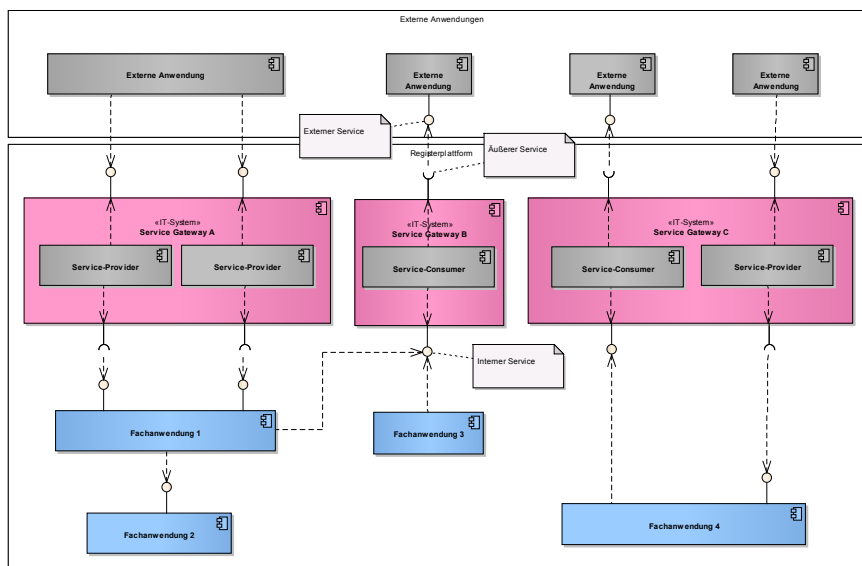 Externe Anwendungen
Externe Anwendung
Externe
Anwendung
Externe
Anwendung
Externe
Anwendung
Externer Service
Registerplattform
Äußerer Service
«IT-System»
Service Gateway A
«IT-System»
Service Gateway B
«IT-System»
Service Gateway C
Service-Provider
Service-Provider
Service-Consumer
Service-Consumer
Service-Provider
Interner Service
Fachanwendung 1
Fachanwendung 3
Fachanwendung 2
Fachanwendung 4